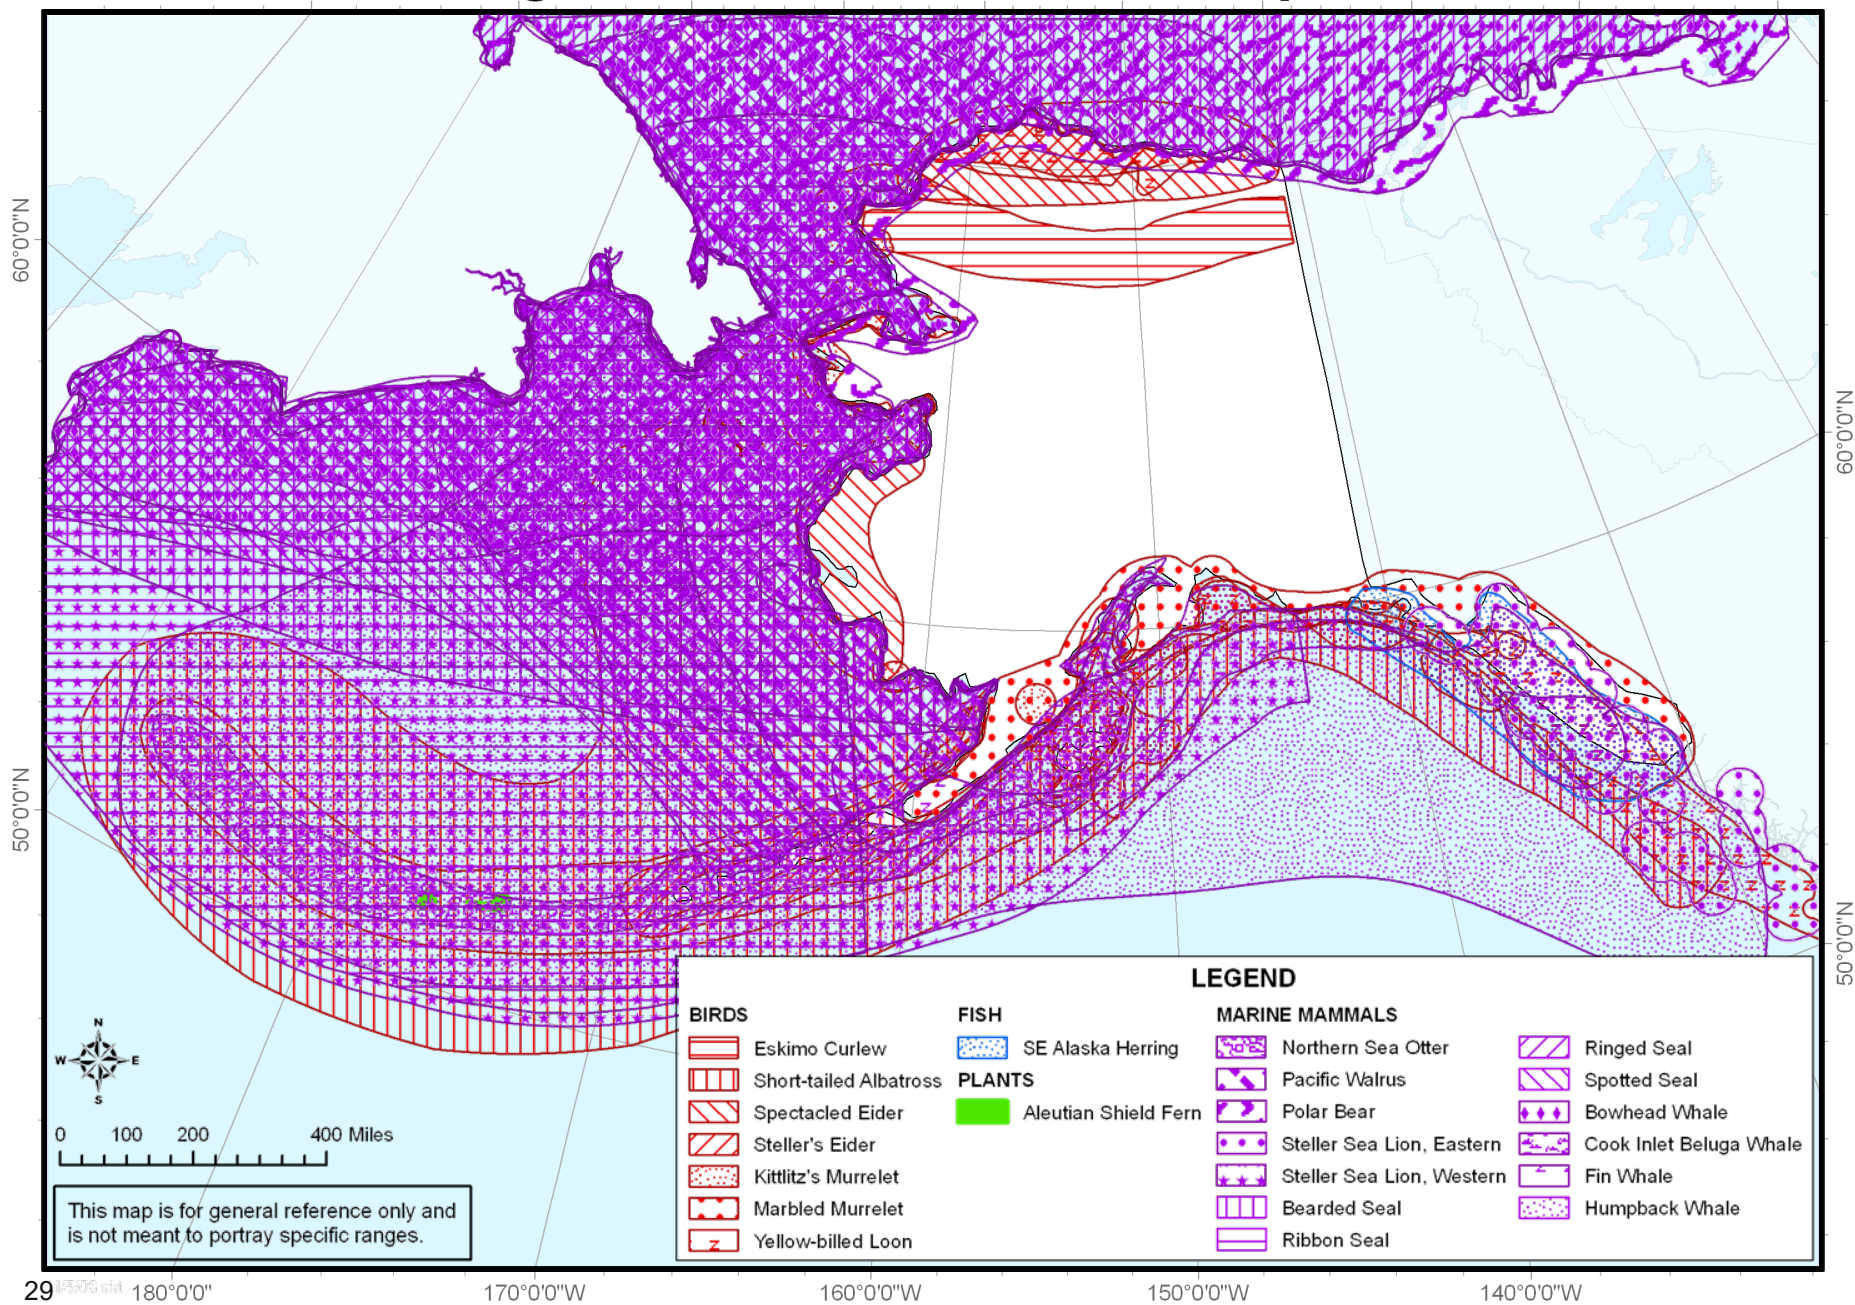 60°0'0"N
60°0'0"N
50°0'0"N
50°0'0"N
N
W E
S
0 100 200 400 Miles
This map is for general reference only and
is not meant to portray specific ranges.
LEGEND
BIRDS
Eskimo Curlew
Short-tailed Albatross
Spectacled Eider
Steller's Eider
Kittlitz's Murrelet
Marbled Murrelet
Yellow-billed Loon
FISH
SE Alaska Herring
PLANTS
Aleutian Shield Fern
MARINE MAMMALS
Northern Sea Otter
Pacific Walrus
Polar Bear
Steller Sea Lion, Eastern
Steller Sea Lion, Western
Bearded Seal
Ribbon Seal
Ringed Seal
Spotted Seal
Bowhead Whale
Cook Inlet Beluga Whale
Fin Whale
Humpback Whale
29
180°0'0" 170°0'0"W 160°0'0"W 150°0'0"W 140°0'0"W